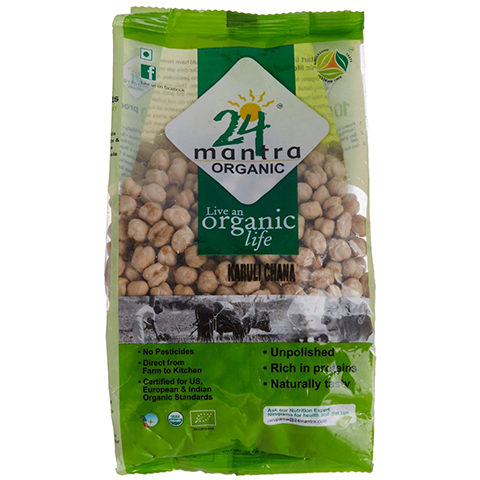 24
mantra
ORGANIC
Live an
organic
life
KABULI CHANA
• No Pesticides
• Direct from
Farm to Kitchen
• Certified for US,
European & Indian
Organic Standards
• Unpolished
• Rich in proteins
• Naturally tasty
Ask our Nutrition Expert